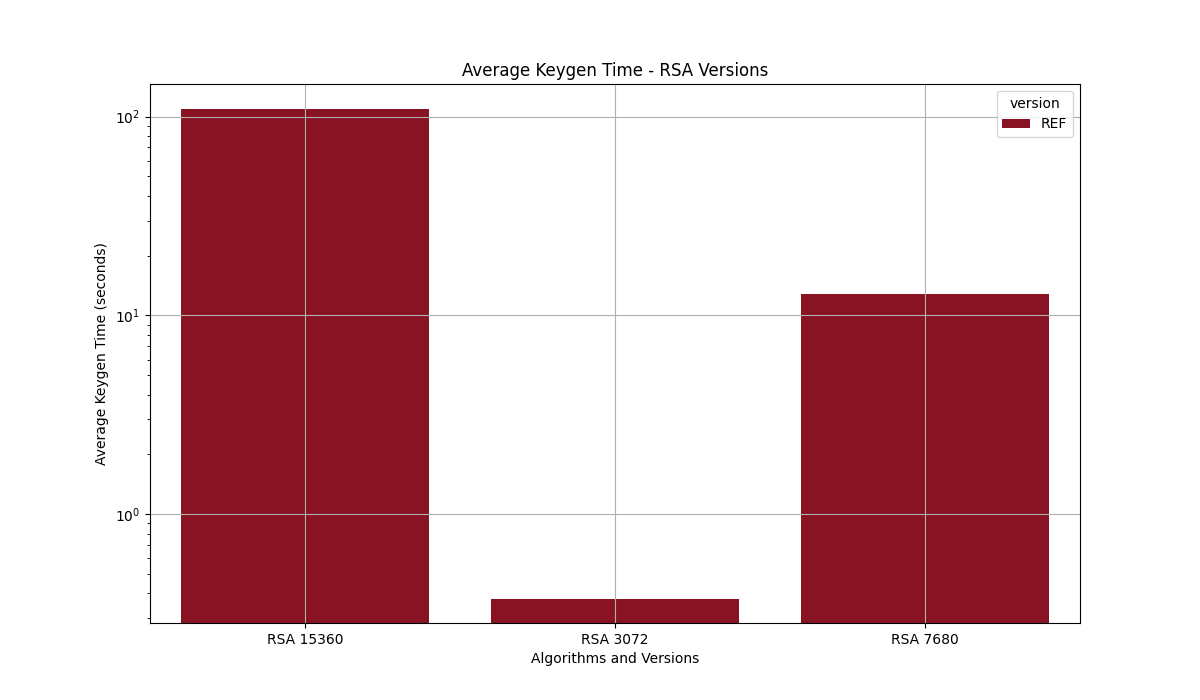 Average Keygen Time - RSA Versions
version
REF
Average Keygen Time (seconds)
10²
10¹
10⁰
RSA 15360
RSA 3072
RSA 7680
Algorithms and Versions